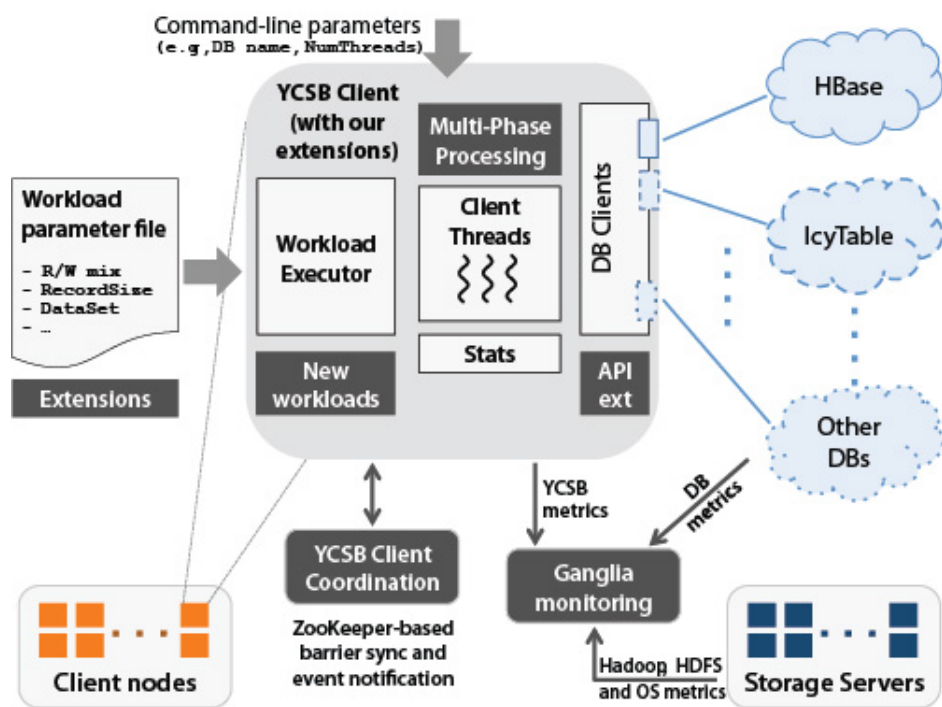 Command-line parameters
(e.g,DB name,NumThreads)
YCSB Client
(with our
extensions)
Multi-Phase
Processing
DB Clients
HBase
Workload
parameter file
- R/W mix
- RecordSize
- DataSet
- …
Extensions
Workload
Executor
Client
Threads
Stats
New
workloads
API
ext
IcyTable
Other
DBs
YCSB
metrics
DB
metrics
YCSB Client
Coordination
Ganglia
monitoring
ZooKeeper-based
barrier sync and
event notification
Hadoop, HDFS
and OS metrics
Client nodes
Storage Servers